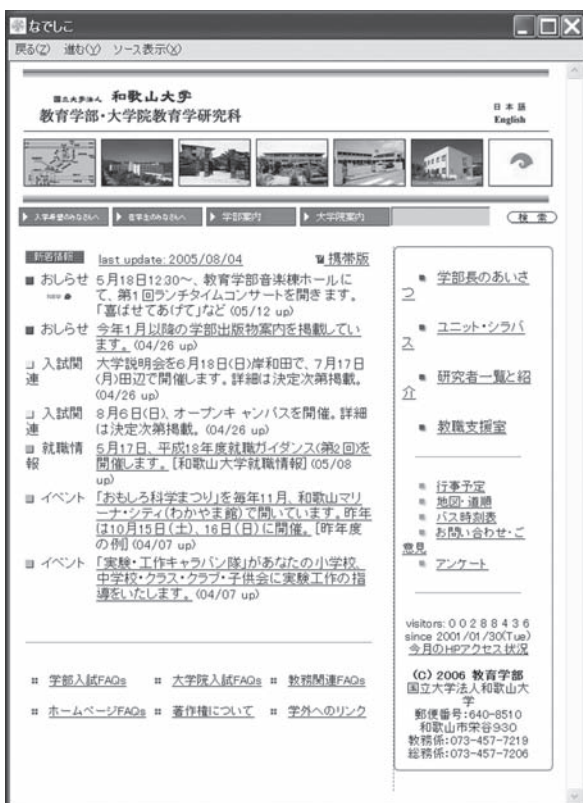 なでしこ
戻る(Z) 進む(Y) ソース表示(X)
国立大学法人 和歌山大学
教育学部・大学院教育学研究科
日本語
English
入学希望のみなさんへ 在学生のみなさんへ 学部案内 大学院案内 検索
新着情報 last update: 2005/08/04 携帯版
おしらせ 5月18日12:30〜、教育学部音楽棟ホールに
て、第1回ランチタイムコンサートを開きます。
「喜ばせてあげて」など (05/12 up)
おしらせ 今年1月以降の学部出版物案内を掲載してい
ます。(04/26 up)
入試関 大学説明会を6月18日(日)岸和田で、7月17日
連 (月)田辺で開催します。詳細は決定次第掲載。
(04/26 up)
入試関 8月6日(日)、オープンキャンパスを開催。詳細
連 は決定次第掲載。(04/26 up)
就職情 5月17日、平成18年度就職ガイダンス(第2回)を
報 開催します。[和歌山大学就職情報] (05/08
up)
イベント 「おもしろ科学まつり」を毎年11月、和歌山マリ
ーナ・シティ(わかやま館)で開いています。昨年
は10月15日(土)、16日(日)に開催。[昨年度
の例] (04/07 up)
イベント 「実験・工作キャラバン隊」があなたの小学校、
中学校・クラス・クラブ・子供会に実験工作の指
導をいたします。(04/07 up)
学部入試FAQs 大学院入試FAQs 教務関連FAQs
ホームページFAQs 著作権について 学外へのリンク
学部長のあいさ
つ
ユニット・シラバ
ス
研究者一覧と紹
介
教職支援室
行事予定
地図・道順
バス時刻表
お問い合わせ・ご
意見
アンケート
visitors: 0 0 2 8 8 4 3 6
since 2001/01/30(Tue)
今月のHPアクセス状況
(C) 2006 教育学部
国立大学法人和歌山大
学
郵便番号:640-8510
和歌山市栄谷930
教務係:073-457-7219
総務係:073-457-7206